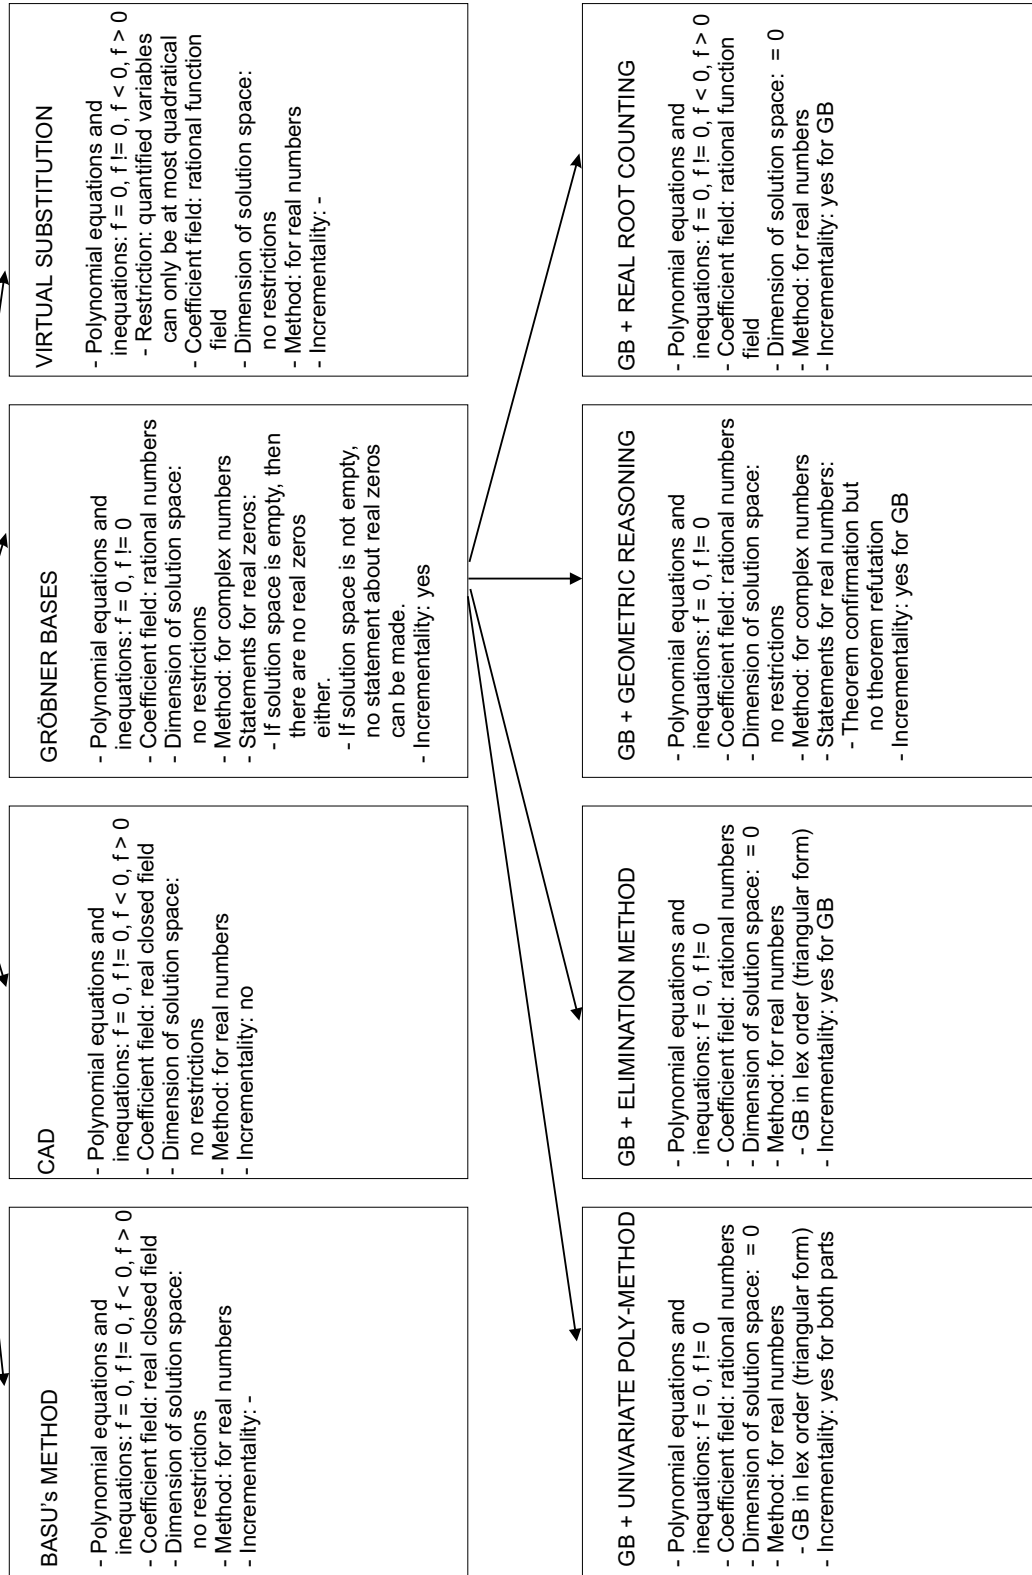 BASU's METHOD
- Polynomial equations and
inequations: f = 0, f != 0, f < 0, f > 0
- Coefficient field: real closed field
- Dimension of solution space:
no restrictions
- Method: for real numbers
- Incrementality: -
CAD
- Polynomial equations and
inequations: f = 0, f != 0, f < 0, f > 0
- Coefficient field: real closed field
- Dimension of solution space:
no restrictions
- Method: for real numbers
- Incrementality: no
GRÖBNER BASES
- Polynomial equations and
inequations: f = 0, f != 0
- Coefficient field: rational numbers
- Dimension of solution space:
no restrictions
- Method: for complex numbers
- Statements for real zeros:
- If solution space is empty, then
there are no real zeros
either.
- If solution space is not empty,
no statement about real zeros
can be made.
- Incrementality: yes
VIRTUAL SUBSTITUTION
- Polynomial equations and
inequations: f = 0, f != 0, f < 0, f > 0
- Restriction: quantified variables
can only be at most quadratical
- Coefficient field: rational function
field
- Dimension of solution space:
no restrictions
- Method: for real numbers
- Incrementality: -
GB + UNIVARIATE POLY-METHOD
- Polynomial equations and
inequations: f = 0, f != 0
- Coefficient field: rational numbers
- Dimension of solution space: = 0
- Method: for real numbers
- GB in lex order (triangular form)
- Incrementality: yes for both parts
GB + ELIMINATION METHOD
- Polynomial equations and
inequations: f = 0, f != 0
- Coefficient field: rational numbers
- Dimension of solution space: = 0
- Method: for real numbers
- GB in lex order (triangular form)
- Incrementality: yes for GB
GB + GEOMETRIC REASONING
- Polynomial equations and
inequations: f = 0, f != 0
- Coefficient field: rational numbers
- Dimension of solution space:
no restrictions
- Method: for complex numbers
- Statements for real numbers:
- Theorem confirmation but
no theorem refutation
- Incrementality: yes for GB
GB + REAL ROOT COUNTING
- Polynomial equations and
inequations: f = 0, f != 0, f < 0, f > 0
- Coefficient field: rational function
field
- Dimension of solution space: = 0
- Method: for real numbers
- Incrementality: yes for GB